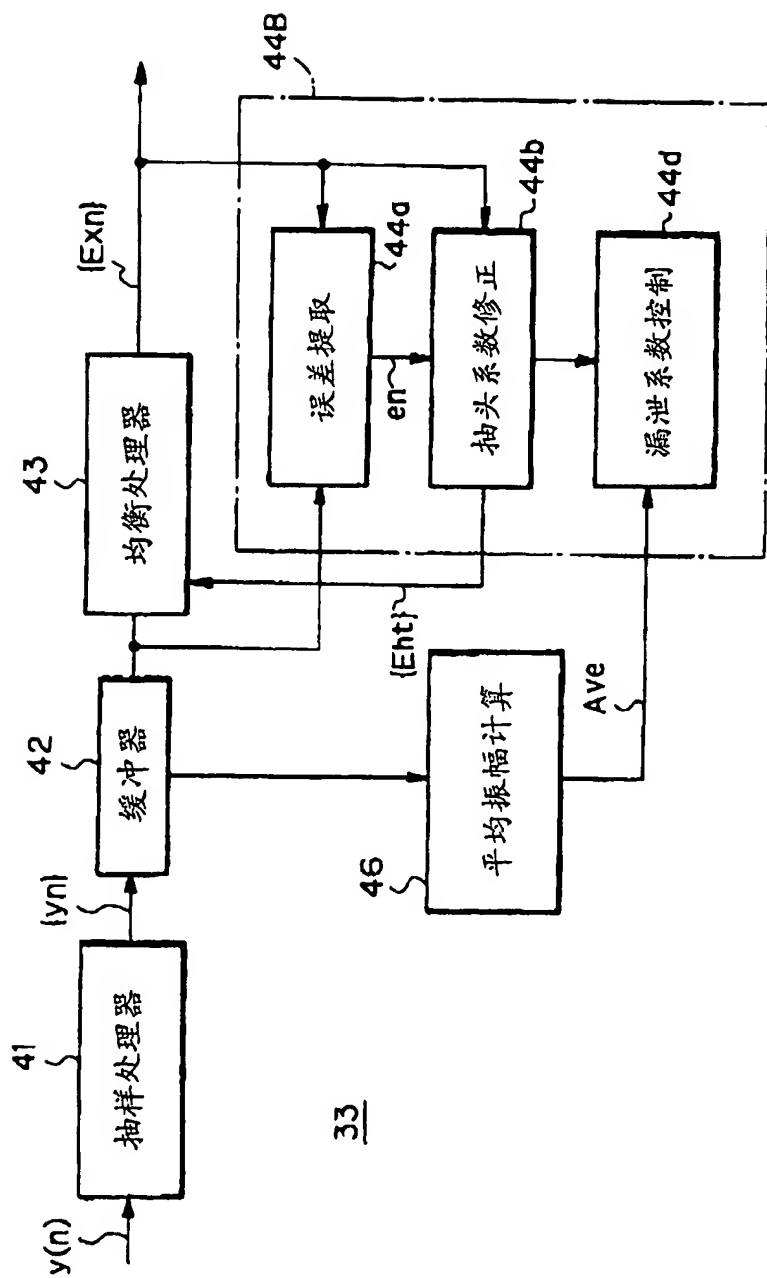 y(n)
41
抽样处理器
{yn}
42
缓冲器
43
均衡处理器
{Exn}
44B
误差提取
44a
en
抽头系数修正
44b
{Eht}
漏泄系数控制
44d
46
平均振幅计算
Ave
33